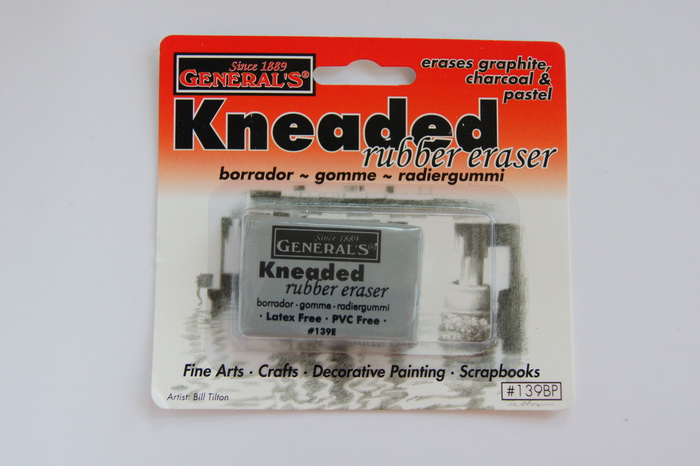 Since 1889
GENERAL'S®
erases graphite,
charcoal &
pastel
Kneaded
rubber eraser
borrador ~ gomme ~ radiergummi
Since 1889
GENERAL'S®
Kneaded
rubber eraser
borrador · gomme · radiergummi
· Latex Free · PVC Free ·
#139E
Fine Arts · Crafts · Decorative Painting · Scrapbooks
#139BP
Artist: Bill Tilton